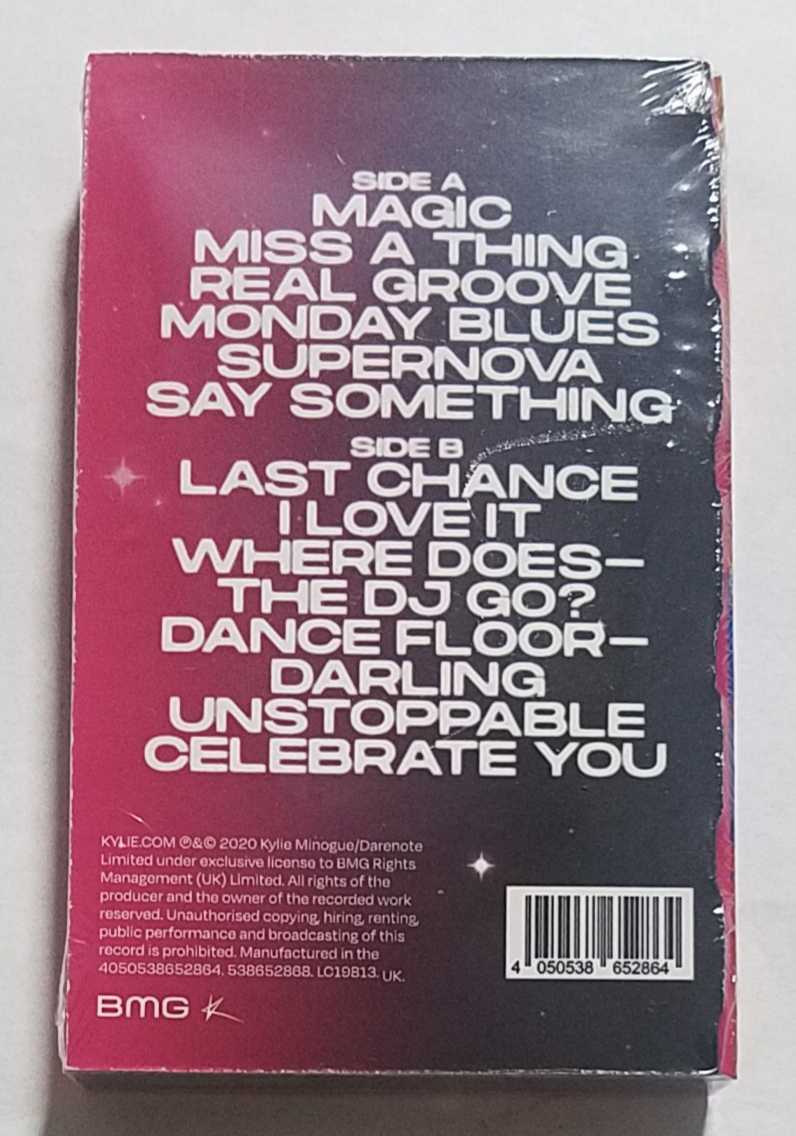 SIDE A
MAGIC
MISS A THING
REAL GROOVE
MONDAY BLUES
SUPERNOVA
SAY SOMETHING
SIDE B
LAST CHANCE
I LOVE IT
WHERE DOES—
THE DJ GO?
DANCE FLOOR—
DARLING
UNSTOPPABLE
CELEBRATE YOU
KYLIE.COM ℗&© 2020 Kylie Minogue/Darenote
Limited under exclusive license to BMG Rights
Management (UK) Limited. All rights of the
producer and the owner of the recorded work
reserved. Unauthorised copying, hiring, renting,
public performance and broadcasting of this
record is prohibited. Manufactured in the
4050538652864. 538652868. LC19813. UK.
BMG K
4 050538 652864